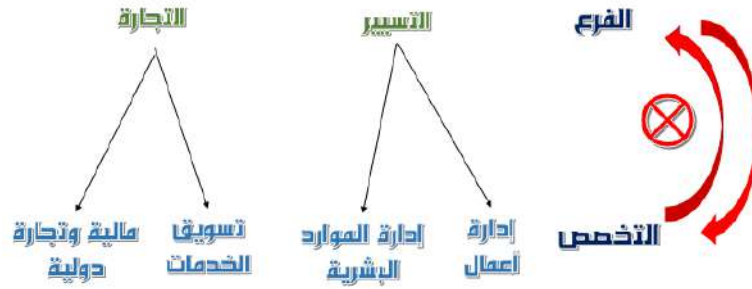 الفرع
التسيير
التجارة
التخصص
إدارة
أعمال
إدارة الموارد
البشرية
تسويق
الخدمات
مالية وتجارة
دولية